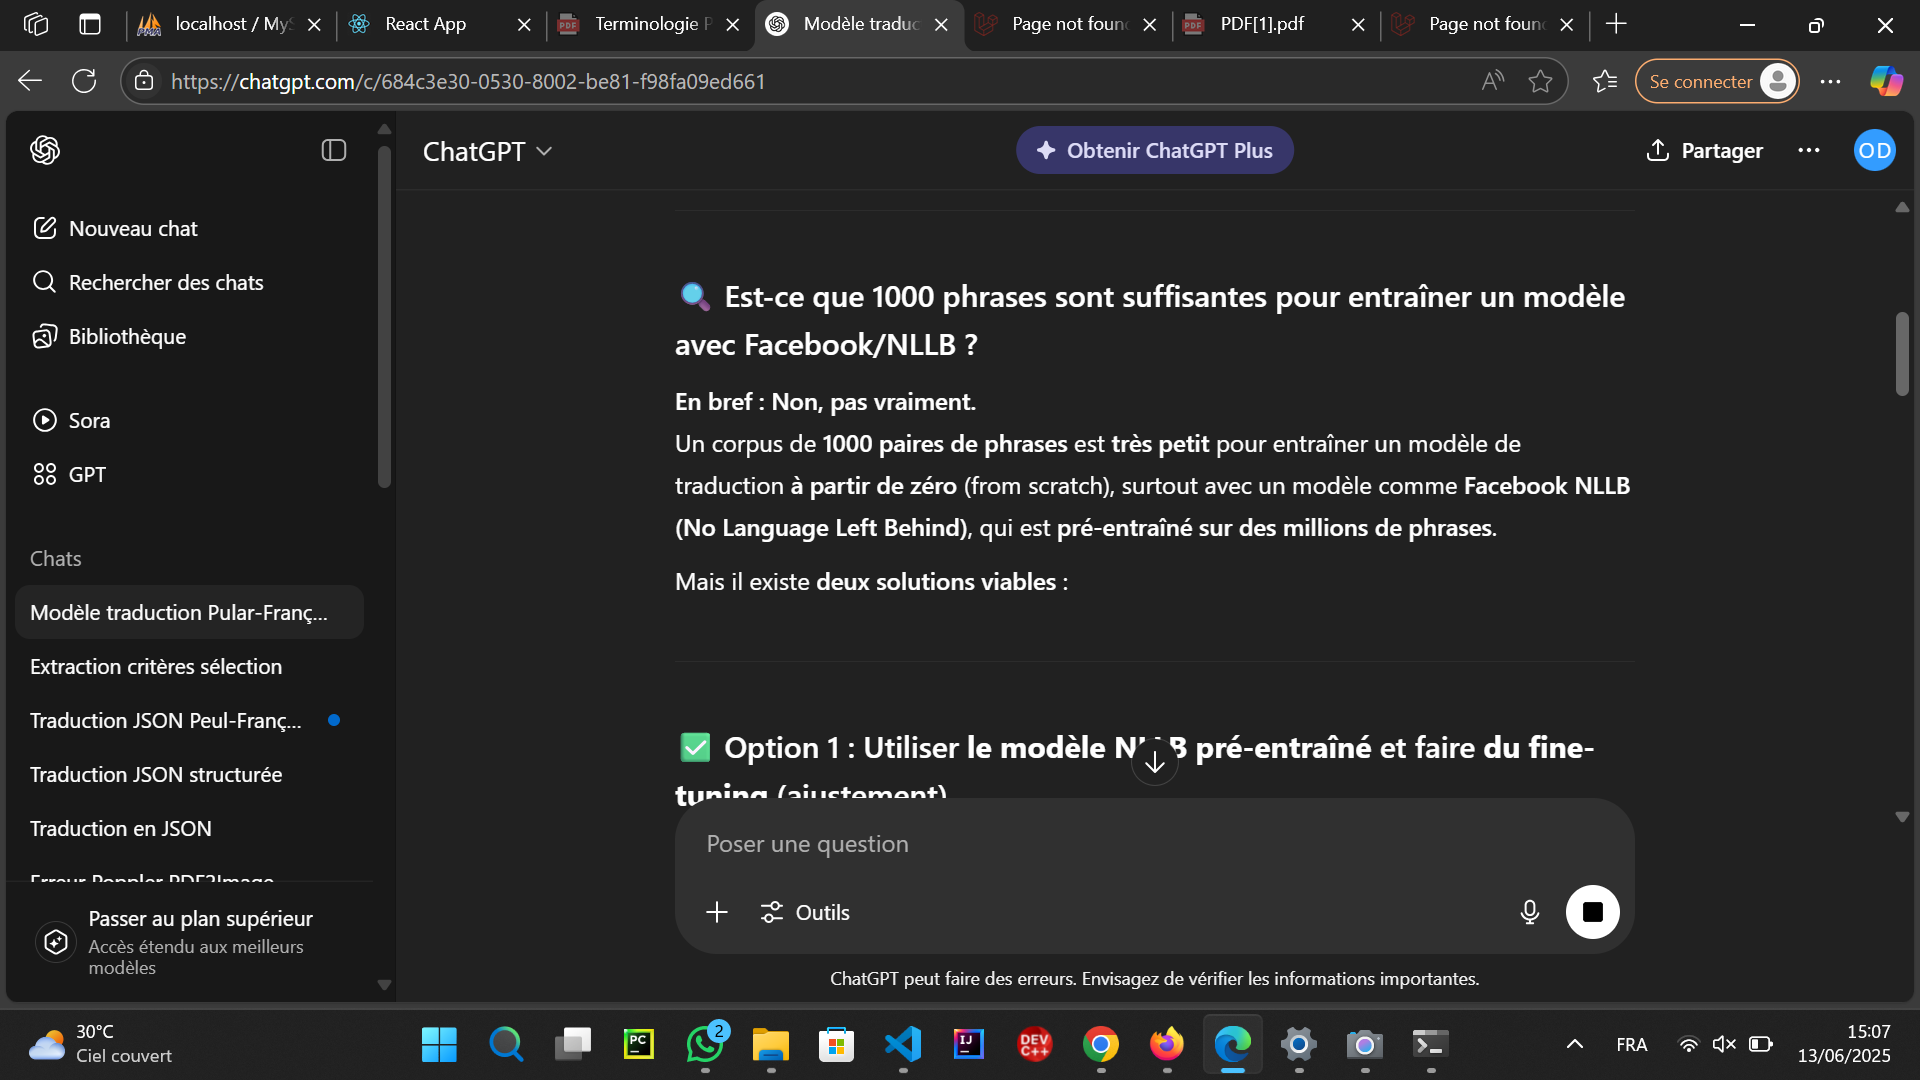 localhost / MyS
React App
Terminologie P
Modèle traduc
Page not foun
PDF[1].pdf
Page not foun
https://chatgpt.com/c/684c3e30-0530-8002-be81-f98fa09ed661
Se connecter
ChatGPT
Obtenir ChatGPT Plus
Partager
OD
Nouveau chat
Rechercher des chats
Bibliothèque
Sora
GPT
Chats
Modèle traduction Pular-Franç...
Extraction critères sélection
Traduction JSON Peul-Franç...
Traduction JSON structurée
Traduction en JSON
Erreur Poppler PDF2Image
Passer au plan supérieur
Accès étendu aux meilleurs
modèles
Est-ce que 1000 phrases sont suffisantes pour entraîner un modèle
avec Facebook/NLLB ?
En bref : Non, pas vraiment.
Un corpus de 1000 paires de phrases est très petit pour entraîner un modèle de
traduction à partir de zéro (from scratch), surtout avec un modèle comme Facebook NLLB
(No Language Left Behind), qui est pré-entraîné sur des millions de phrases.
Mais il existe deux solutions viables :
Option 1 : Utiliser le modèle NLLB pré-entraîné et faire du fine-
tuning (ajustement)
Poser une question
Outils
ChatGPT peut faire des erreurs. Envisagez de vérifier les informations importantes.
30°C
Ciel couvert
PC
2
IJ
DEV
C++
FRA
15:07
13/06/2025